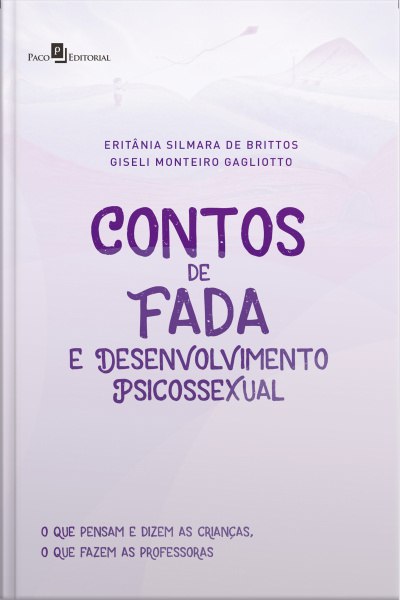 PACO P EDITORIAL
ERITÂNIA SILMARA DE BRITTOS
GISELI MONTEIRO GAGLIOTTO
CONTOS
DE
FADA
E DESENVOLVIMENTO
PSICOSSEXUAL
O QUE PENSAM E DIZEM AS CRIANÇAS,
O QUE FAZEM AS PROFESSORAS